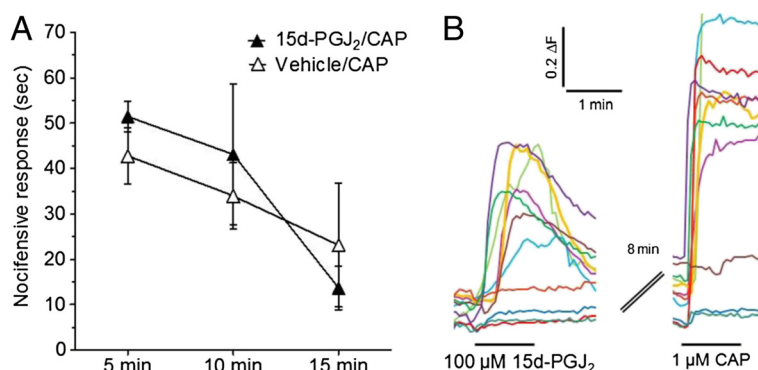 A
70
60
50
40
30
20
10
0
Nocifensive response (sec)
15d-PGJ₂/CAP
Vehicle/CAP
5 min
10 min
15 min
B
0.2 ΔF
1 min
8 min
100 µM 15d-PGJ₂
1 µM CAP